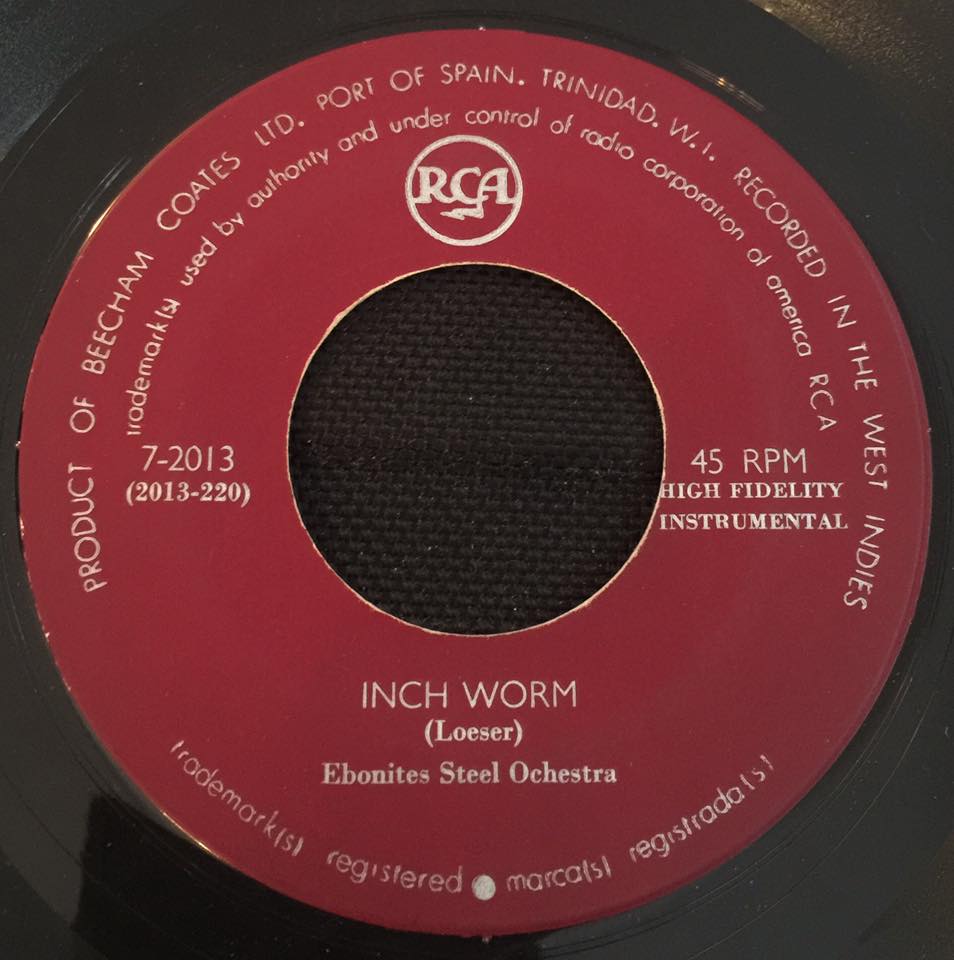 PRODUCT OF BEECHAM COATES LTD. PORT OF SPAIN. TRINIDAD. W.I. RECORDED IN THE WEST INDIES
trademark(s) used by authority and under control of radio corporation of america RCA
RCA
7-2013
(2013-220)
45 RPM
HIGH FIDELITY
INSTRUMENTAL
INCH WORM
(Loeser)
Ebonites Steel Ochestra
trademark(s) registered marca(s) registrada(s)